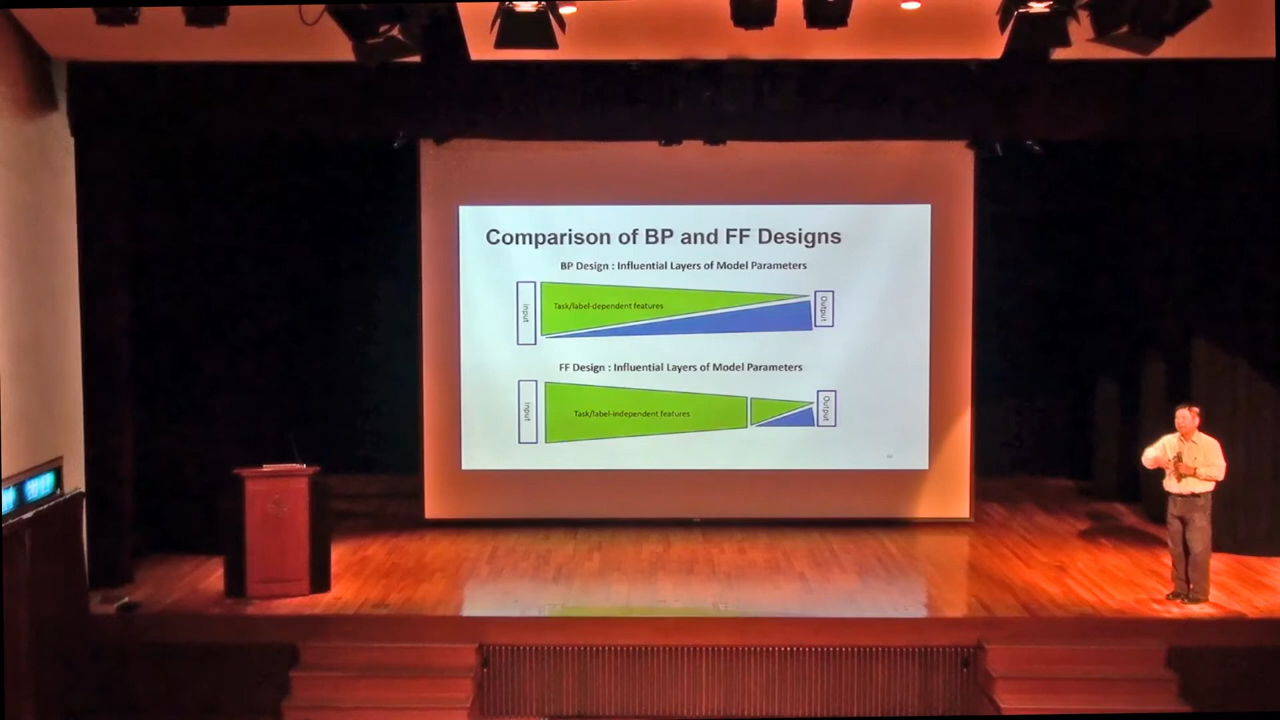 Comparison of BP and FF Designs
BP Design : Influential Layers of Model Parameters
Input
Task/label-dependent features
Output
FF Design : Influential Layers of Model Parameters
Input
Task/label-independent features
Output